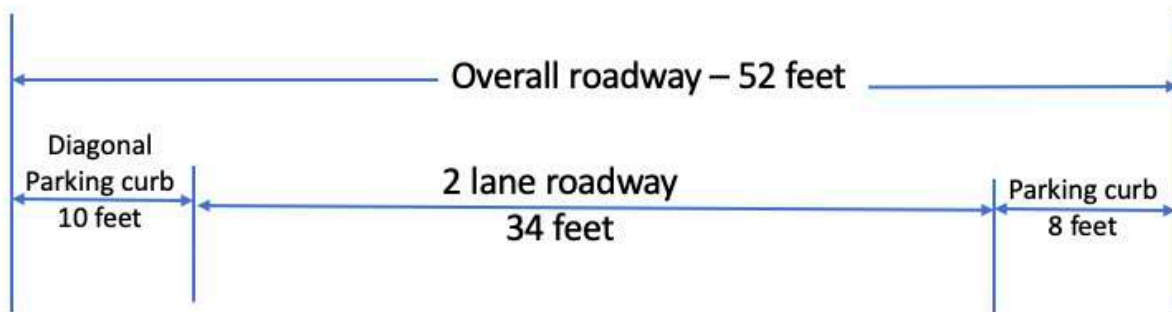 Overall roadway – 52 feet
Diagonal
Parking curb
10 feet
2 lane roadway
34 feet
Parking curb
8 feet